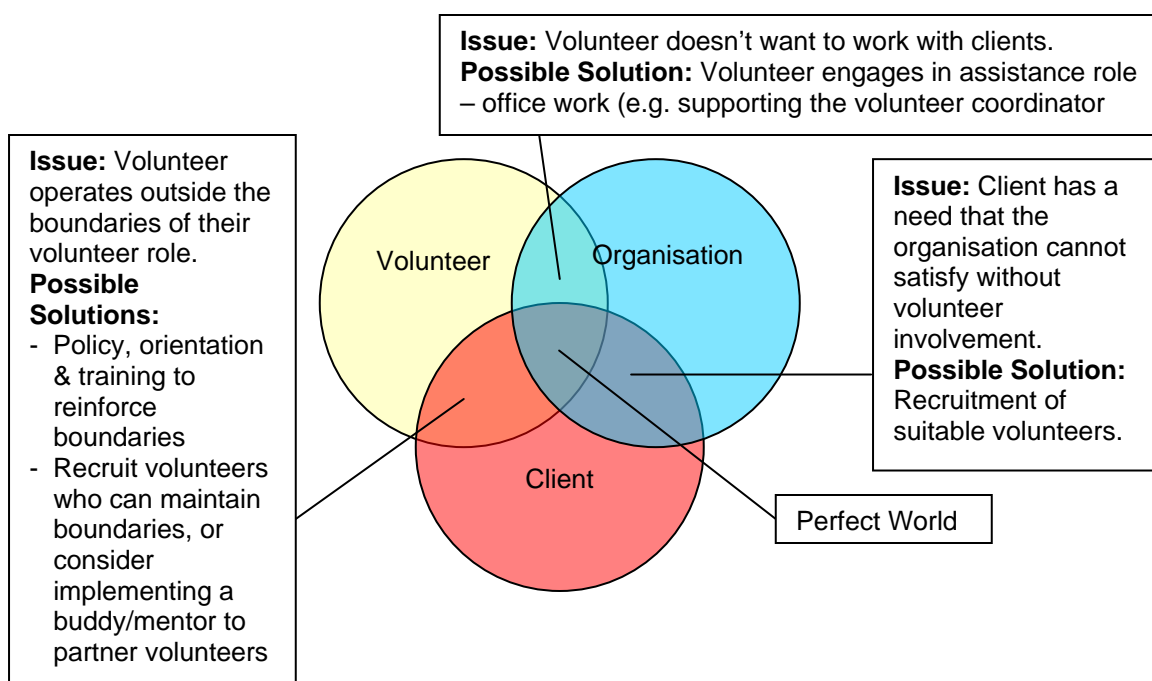 Issue: Volunteer doesn’t want to work with clients.
Possible Solution: Volunteer engages in assistance role
– office work (e.g. supporting the volunteer coordinator
Issue: Volunteer
operates outside the
boundaries of their
volunteer role.
Possible
Solutions:
- Policy, orientation
& training to
reinforce
boundaries
- Recruit volunteers
who can maintain
boundaries, or
consider
implementing a
buddy/mentor to
partner volunteers
Volunteer
Organisation
Client
Issue: Client has a
need that the
organisation cannot
satisfy without
volunteer
involvement.
Possible Solution:
Recruitment of
suitable volunteers.
Perfect World